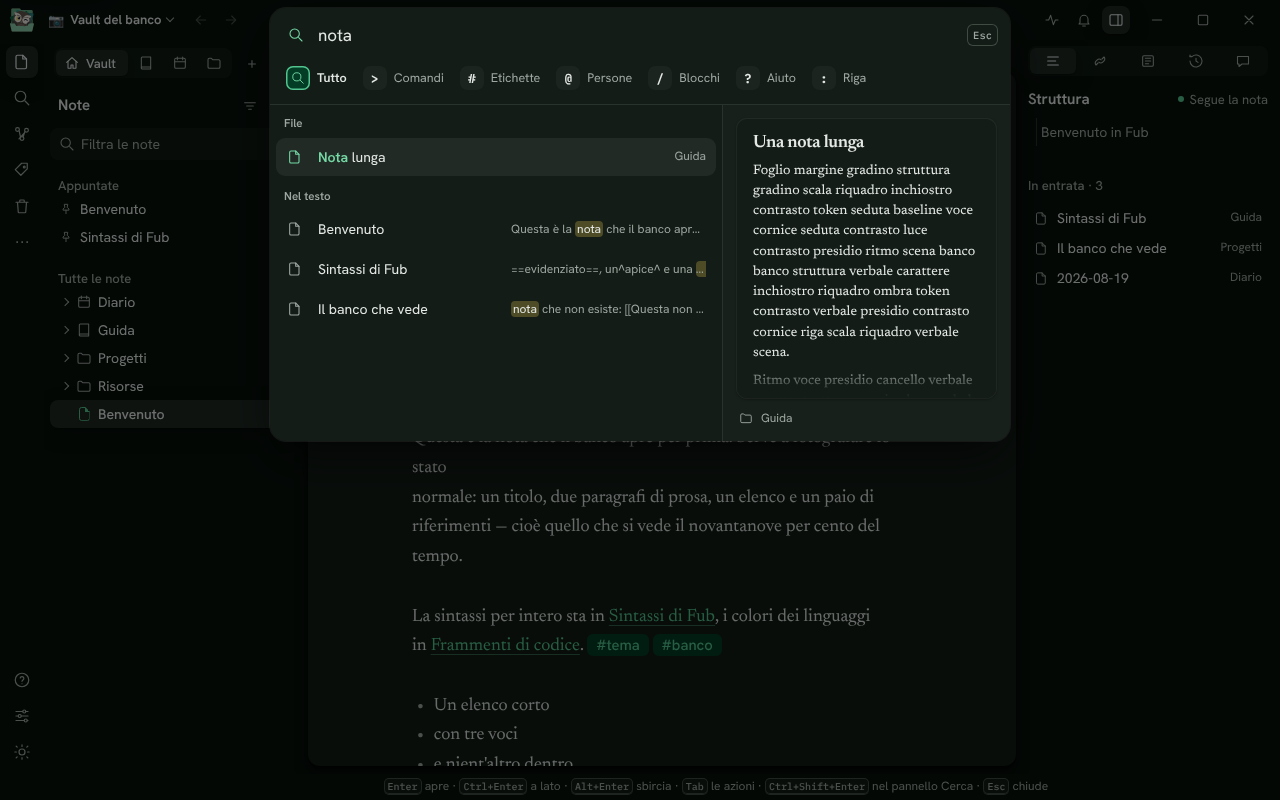 Vault del banco
nota
Esc
Tutto
> Comandi
# Etichette
@ Persone
/ Blocchi
? Aiuto
: Riga
Vault
Note
Filtra le note
Appuntate
Benvenuto
Sintassi di Fub
Tutte le note
Diario
Guida
Progetti
Risorse
Benvenuto
File
Nota lunga
Guida
Nel testo
Benvenuto
Questa è la nota che il banco apr...
Sintassi di Fub
==evidenziato==, un^apice^ e una ...
Il banco che vede
nota che non esiste: [[Questa non ...
Una nota lunga
Foglio margine gradino struttura
gradino scala riquadro inchiostro
contrasto token seduta baseline voce
cornice seduta contrasto luce
contrasto presidio ritmo scena banco
banco struttura verbale carattere
inchiostro riquadro ombra token
contrasto verbale presidio contrasto
cornice riga scala riquadro verbale
scena.
Ritmo voce presidio cancello verbale
Guida
stato
normale: un titolo, due paragrafi di prosa, un elenco e un paio di
riferimenti — cioè quello che si vede il novantanove per cento del
tempo.
La sintassi per intero sta in Sintassi di Fub, i colori dei linguaggi
in Frammenti di codice. #tema #banco
• Un elenco corto
• con tre voci
• e nient'altro dentro
Struttura
Segue la nota
Benvenuto in Fub
In entrata · 3
Sintassi di Fub
Guida
Il banco che vede
Progetti
2026-08-19
Diario
Enter apre · Ctrl+Enter a lato · Alt+Enter sbircia · Tab le azioni · Ctrl+Shift+Enter nel pannello Cerca · Esc chiude